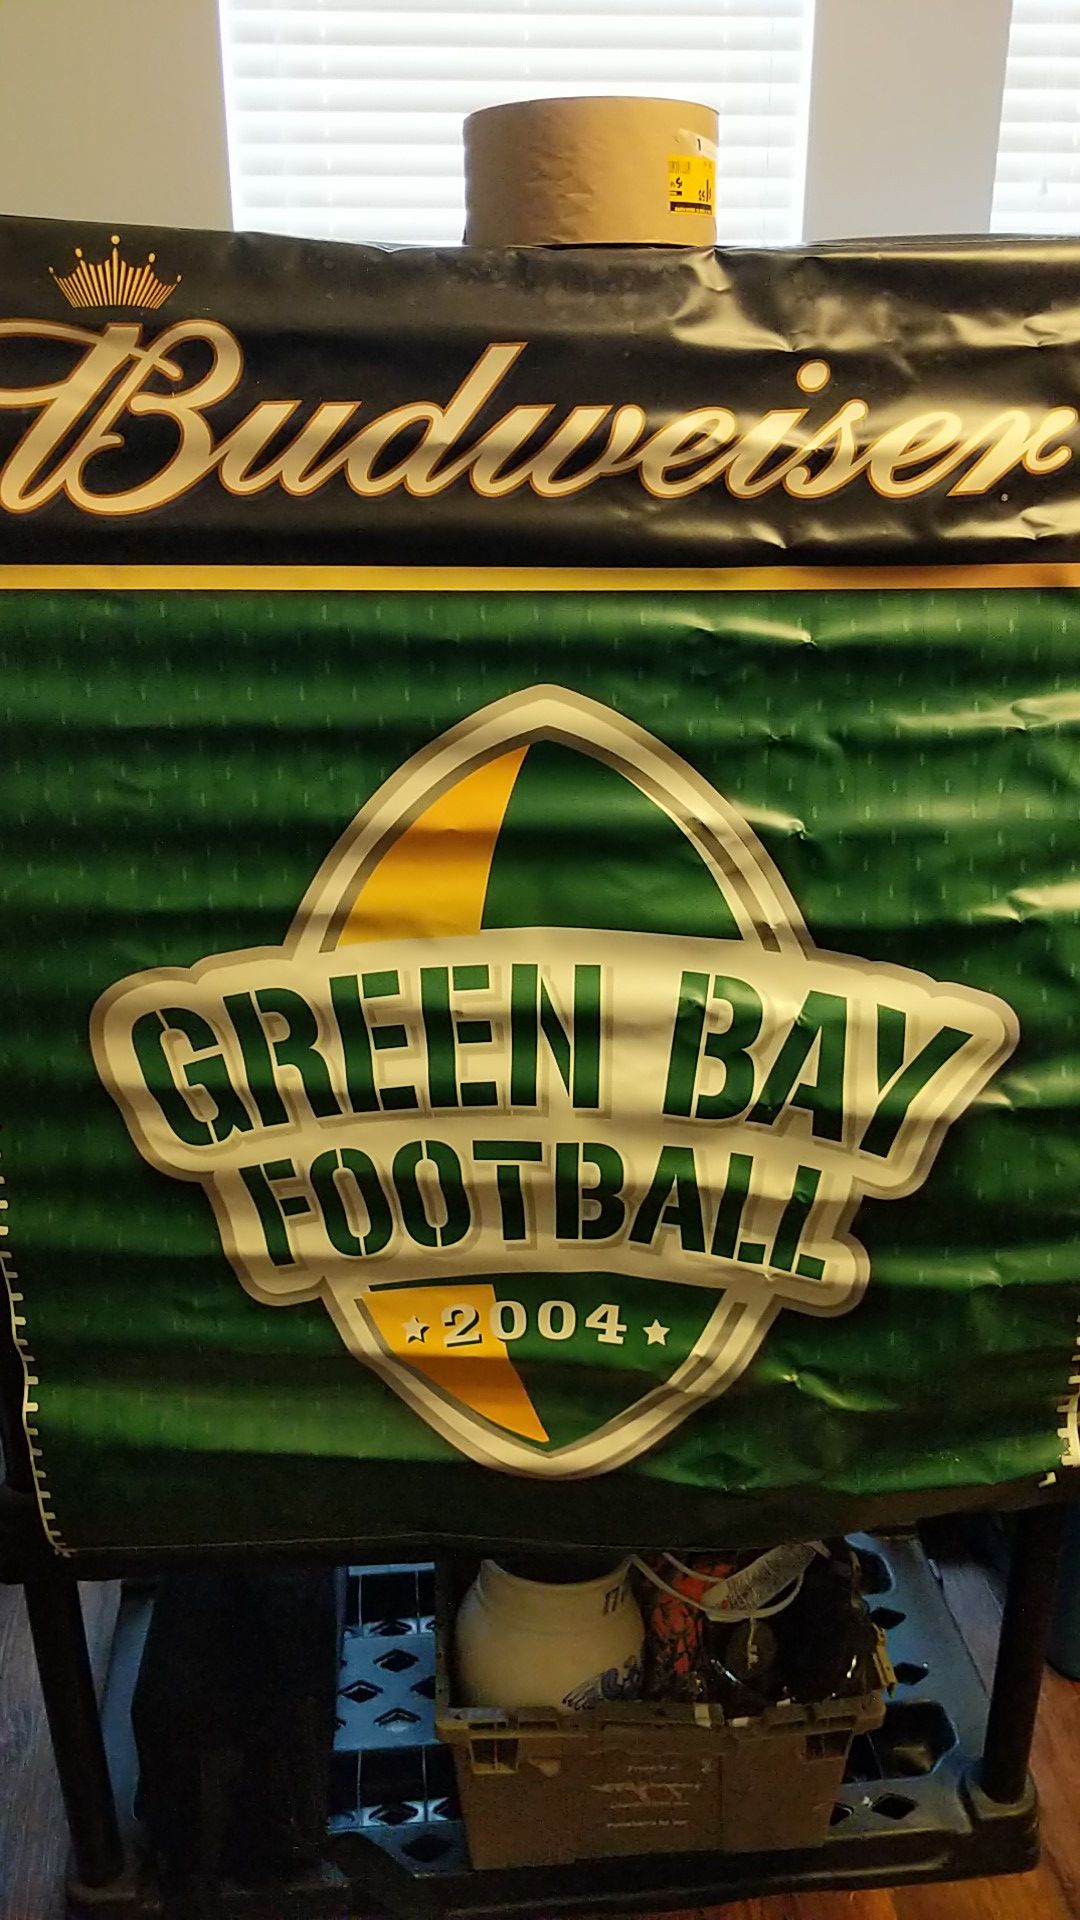 Budweiser
GREEN BAY
FOOTBALL
2004